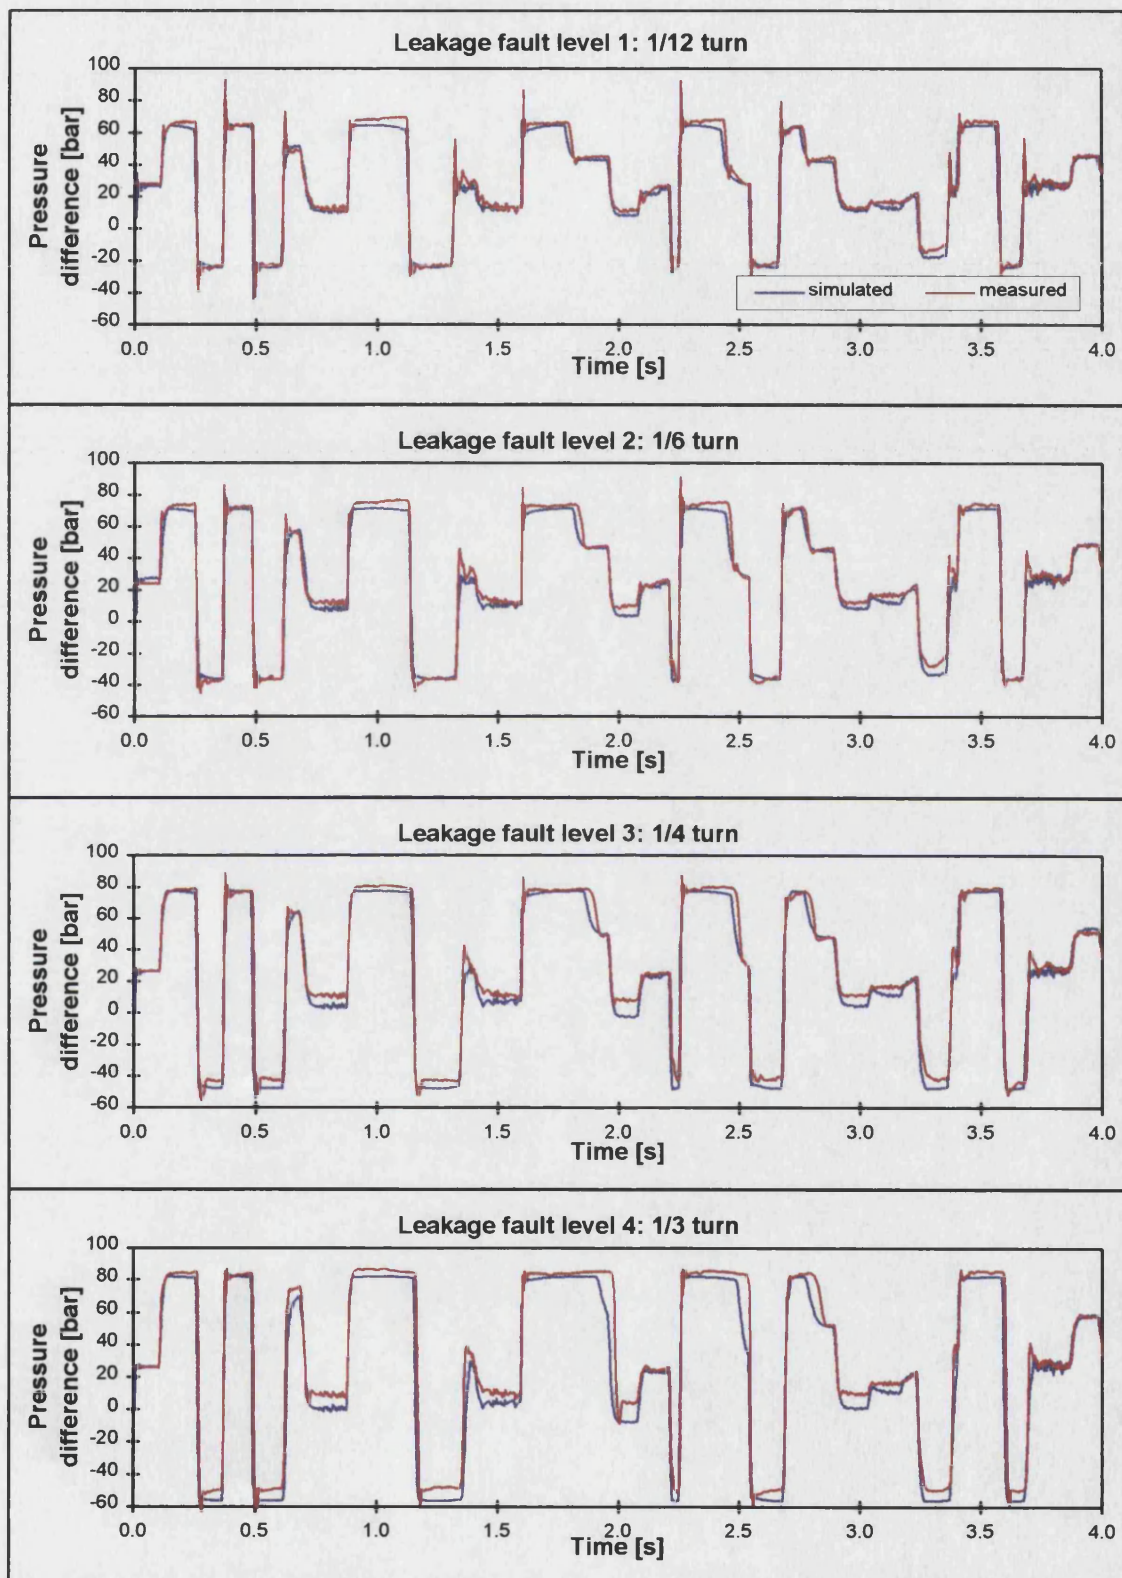 Leakage fault level 1: 1/12 turn
Pressure
difference [bar]
100
80
60
40
20
0
-20
-40
-60
simulated measured
0.0 0.5 1.0 1.5 2.0 2.5 3.0 3.5 4.0
Time [s]
Leakage fault level 2: 1/6 turn
Pressure
difference [bar]
100
80
60
40
20
0
-20
-40
-60
0.0 0.5 1.0 1.5 2.0 2.5 3.0 3.5 4.0
Time [s]
Leakage fault level 3: 1/4 turn
Pressure
difference [bar]
100
80
60
40
20
0
-20
-40
-60
0.0 0.5 1.0 1.5 2.0 2.5 3.0 3.5 4.0
Time [s]
Leakage fault level 4: 1/3 turn
Pressure
difference [bar]
100
80
60
40
20
0
-20
-40
-60
0.0 0.5 1.0 1.5 2.0 2.5 3.0 3.5 4.0
Time [s]